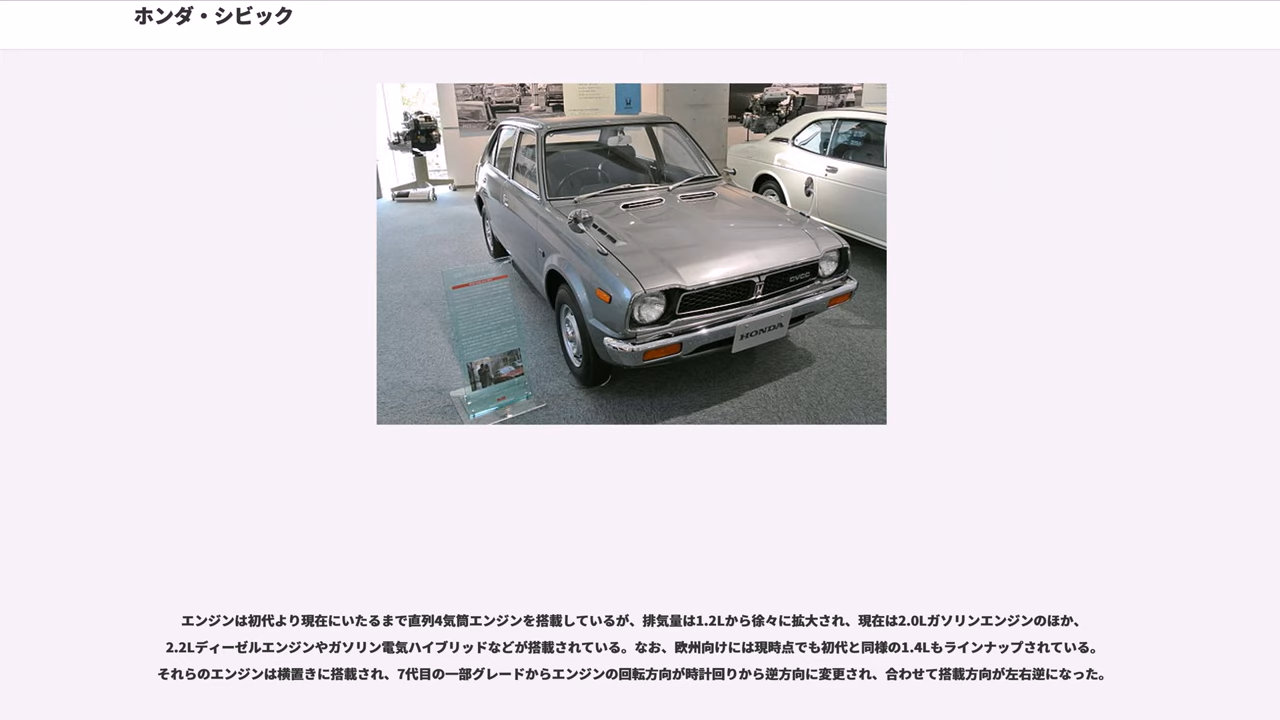 ホンダ・シビック
CVCC
HONDA
エンジンは初代より現在にいたるまで直列4気筒エンジンを搭載しているが、排気量は1.2Lから徐々に拡大され、現在は2.0Lガソリンエンジンのほか、
2.2Lディーゼルエンジンやガソリン電気ハイブリッドなどが搭載されている。なお、欧州向けには現時点でも初代と同様の1.4Lもラインナップされている。
それらのエンジンは横置きに搭載され、7代目の一部グレードからエンジンの回転方向が時計回りから逆方向に変更され、合わせて搭載方向が左右逆になった。